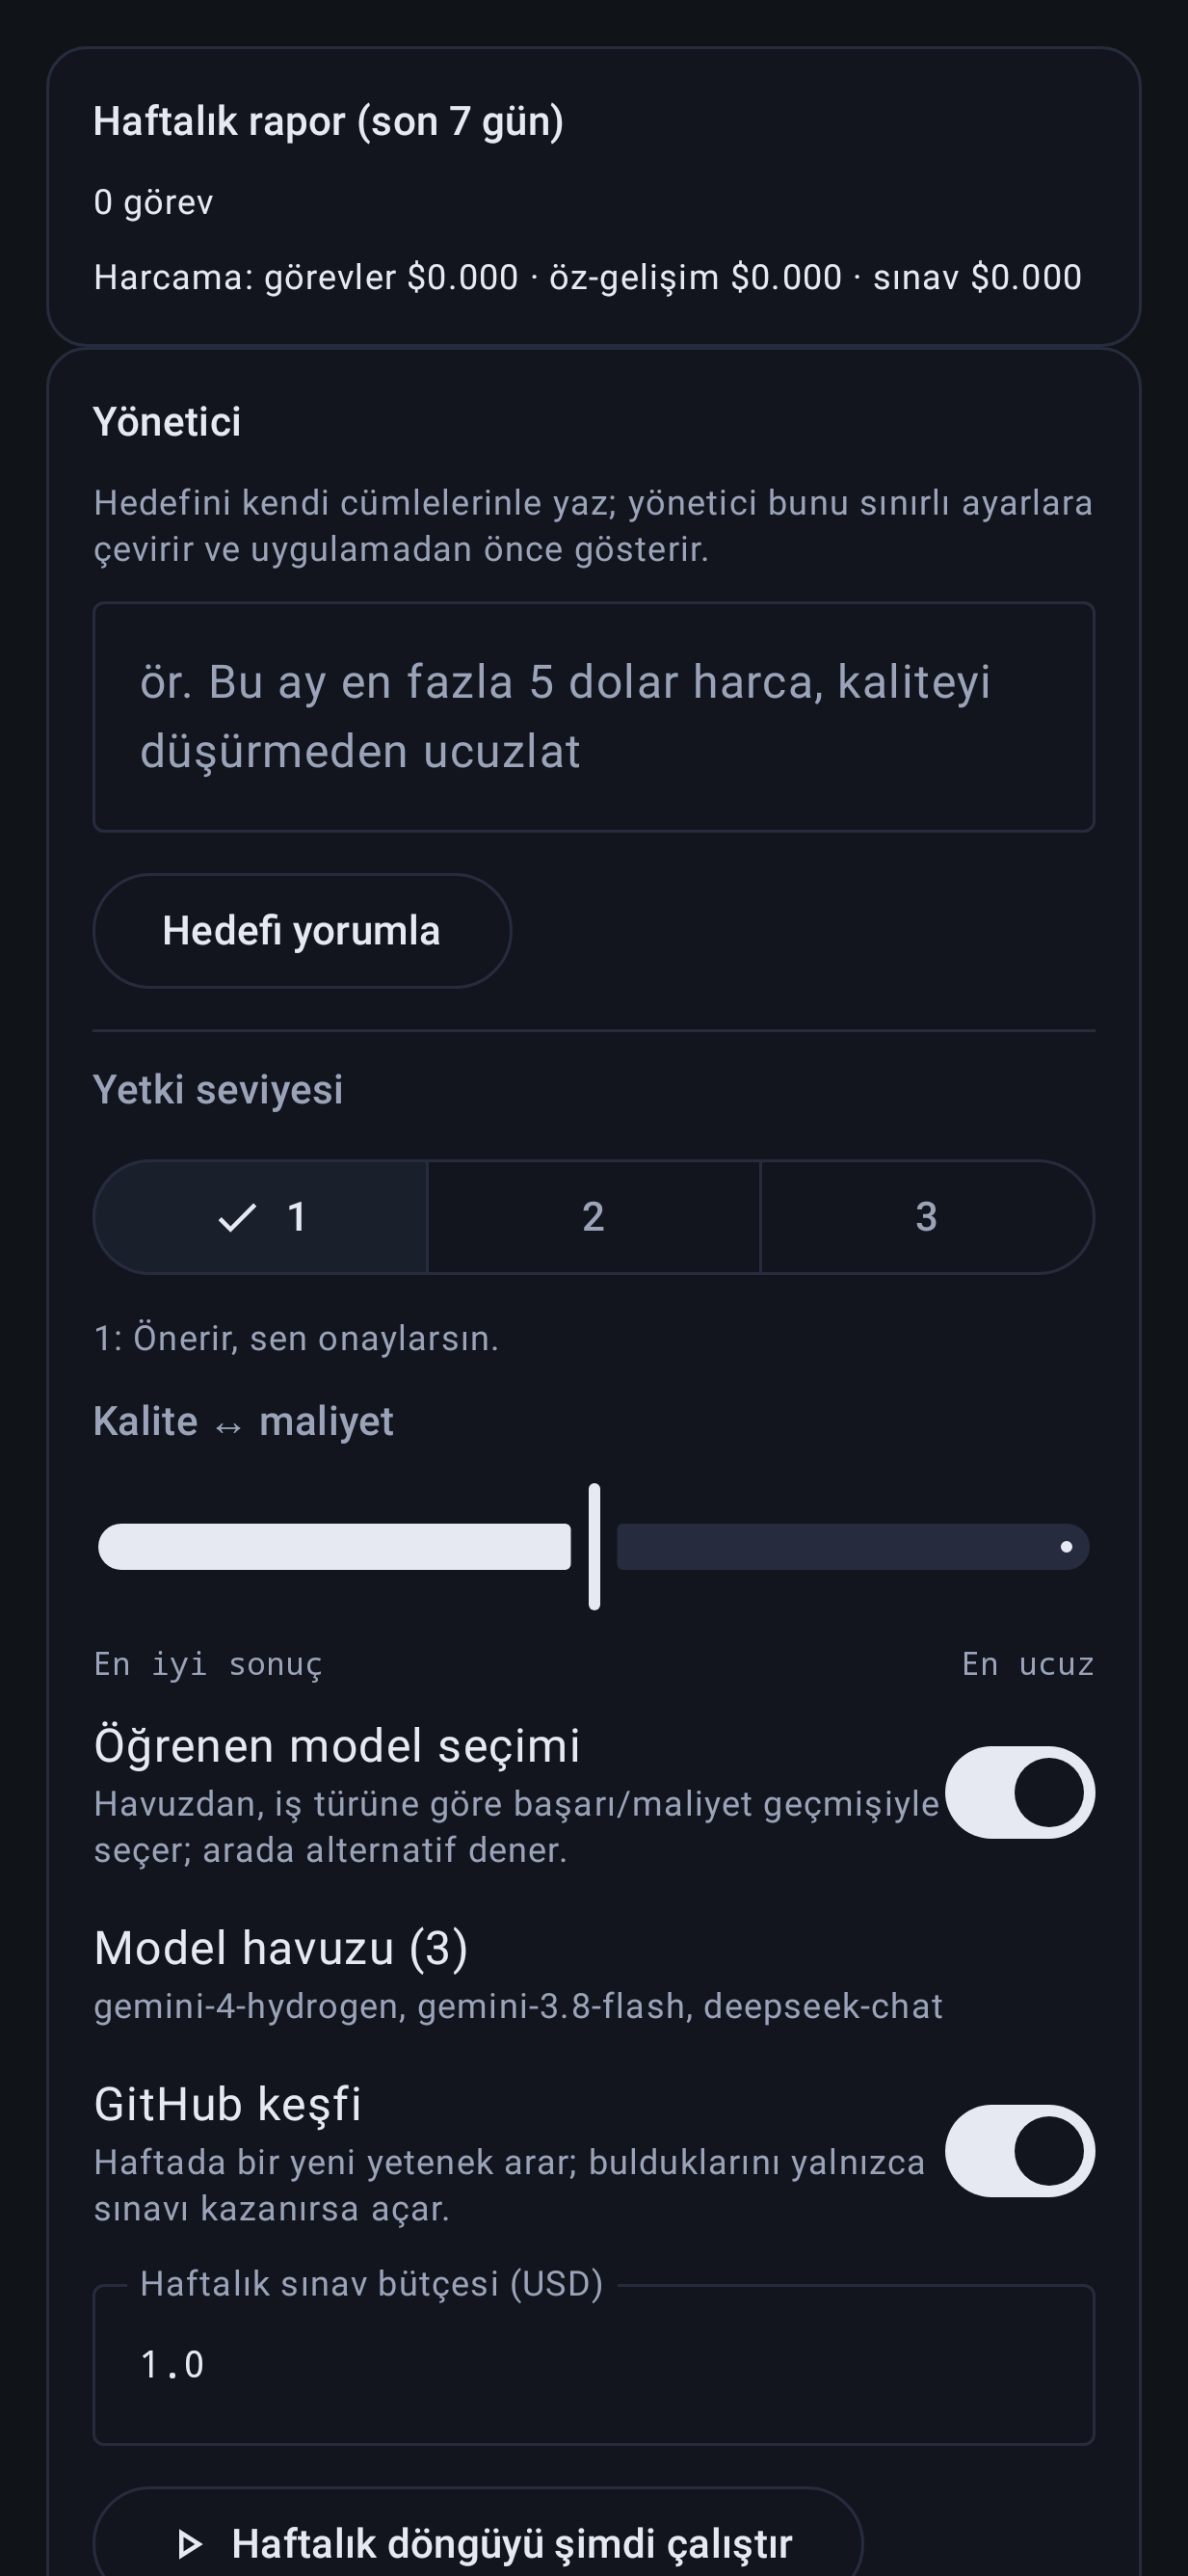 Haftalık rapor (son 7 gün)
0 görev
Harcama: görevler $0.000 · öz-gelişim $0.000 · sınav $0.000
Yönetici
Hedefini kendi cümlelerinle yaz; yönetici bunu sınırlı ayarlara
çevirir ve uygulamadan önce gösterir.
ör. Bu ay en fazla 5 dolar harca, kaliteyi
düşürmeden ucuzlat
Hedefi yorumla
Yetki seviyesi
1 2 3
1: Önerir, sen onaylarsın.
Kalite ↔ maliyet
En iyi sonuç En ucuz
Öğrenen model seçimi
Havuzdan, iş türüne göre başarı/maliyet geçmişiyle
seçer; arada alternatif dener.
Model havuzu (3)
gemini-4-hydrogen, gemini-3.8-flash, deepseek-chat
GitHub keşfi
Haftada bir yeni yetenek arar; bulduklarını yalnızca
sınavı kazanırsa açar.
Haftalık sınav bütçesi (USD)
1.0
Haftalık döngüyü şimdi çalıştır